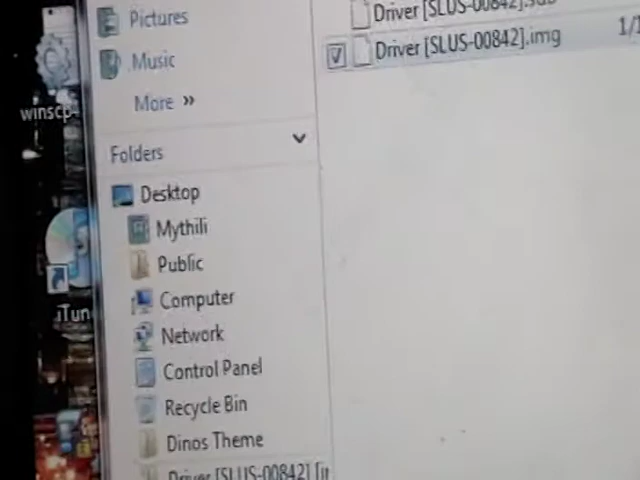 Pictures
Driver [SLUS-00842].sub
Music
Driver [SLUS-00842].img
1/1
More »
winscp
Folders
Desktop
Mythili
Public
iTun
Computer
Network
Control Panel
Recycle Bin
Dinos Theme
Driver [SLUS-00842] [